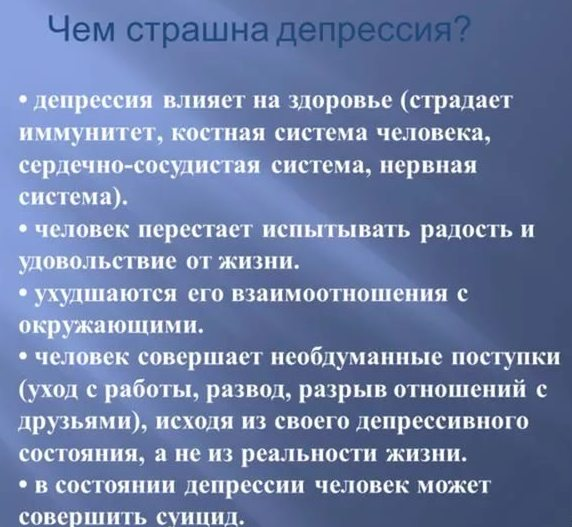 Чем страшна депрессия?
• депрессия влияет на здоровье (страдает
иммунитет, костная система человека,
сердечно-сосудистая система, нервная
система).
• человек перестает испытывать радость и
удовольствие от жизни.
• ухудшаются его взаимоотношения с
окружающими.
• человек совершает необдуманные поступки
(уход с работы, развод, разрыв отношений с
друзьями), исходя из своего депрессивного
состояния, а не из реальности жизни.
• в состоянии депрессии человек может
совершить суицид.